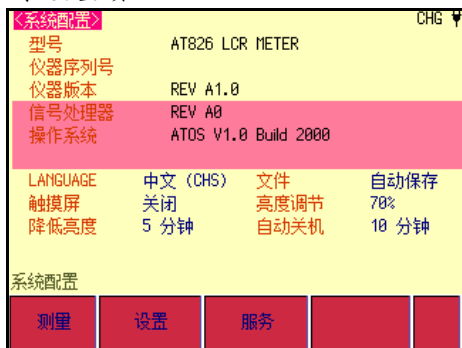 <系统配置> CHG
型号 AT826 LCR METER
仪器序列号
仪器版本 REV A1.0
信号处理器 REV A0
操作系统 ATOS V1.0 Build 2000
LANGUAGE 中文 (CHS) 文件 自动保存
触摸屏 关闭 亮度调节 70%
降低亮度 5 分钟 自动关机 10 分钟
系统配置
测量 设置 服务